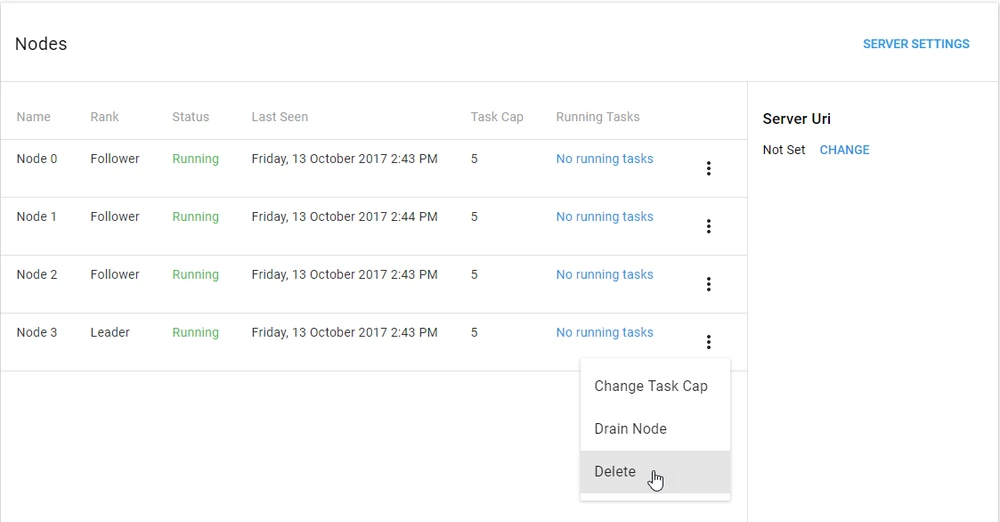 Nodes
SERVER SETTINGS
Name Rank Status Last Seen Task Cap Running Tasks
Node 0 Follower Running Friday, 13 October 2017 2:43 PM 5 No running tasks
Node 1 Follower Running Friday, 13 October 2017 2:44 PM 5 No running tasks
Node 2 Follower Running Friday, 13 October 2017 2:43 PM 5 No running tasks
Node 3 Leader Running Friday, 13 October 2017 2:43 PM 5 No running tasks
Change Task Cap
Drain Node
Delete
Server Uri
Not Set CHANGE